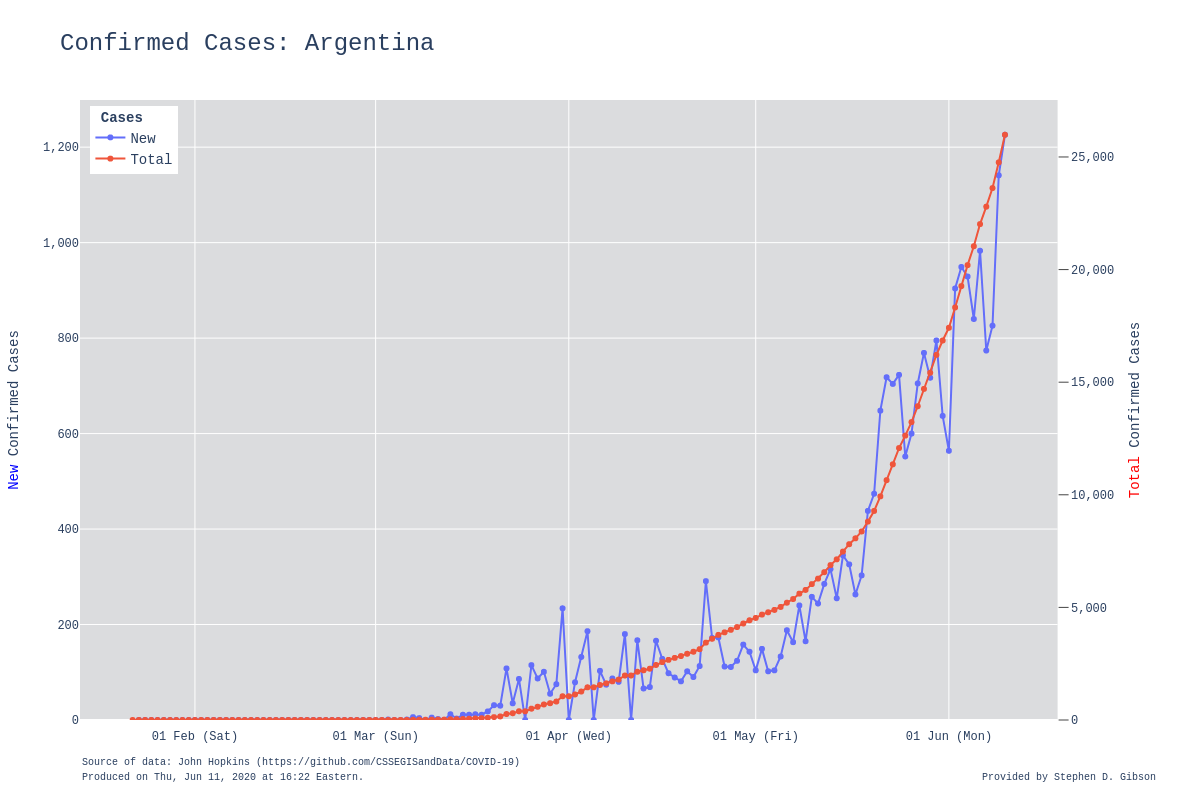 Confirmed Cases: Argentina
Cases
New
Total
1,200
1,000
800
600
400
200
0
New Confirmed Cases
25,000
20,000
15,000
10,000
5,000
0
Total Confirmed Cases
01 Feb (Sat)
01 Mar (Sun)
01 Apr (Wed)
01 May (Fri)
01 Jun (Mon)
Source of data: John Hopkins (https://github.com/CSSEGISandData/COVID-19)
Produced on Thu, Jun 11, 2020 at 16:22 Eastern.
Provided by Stephen D. Gibson